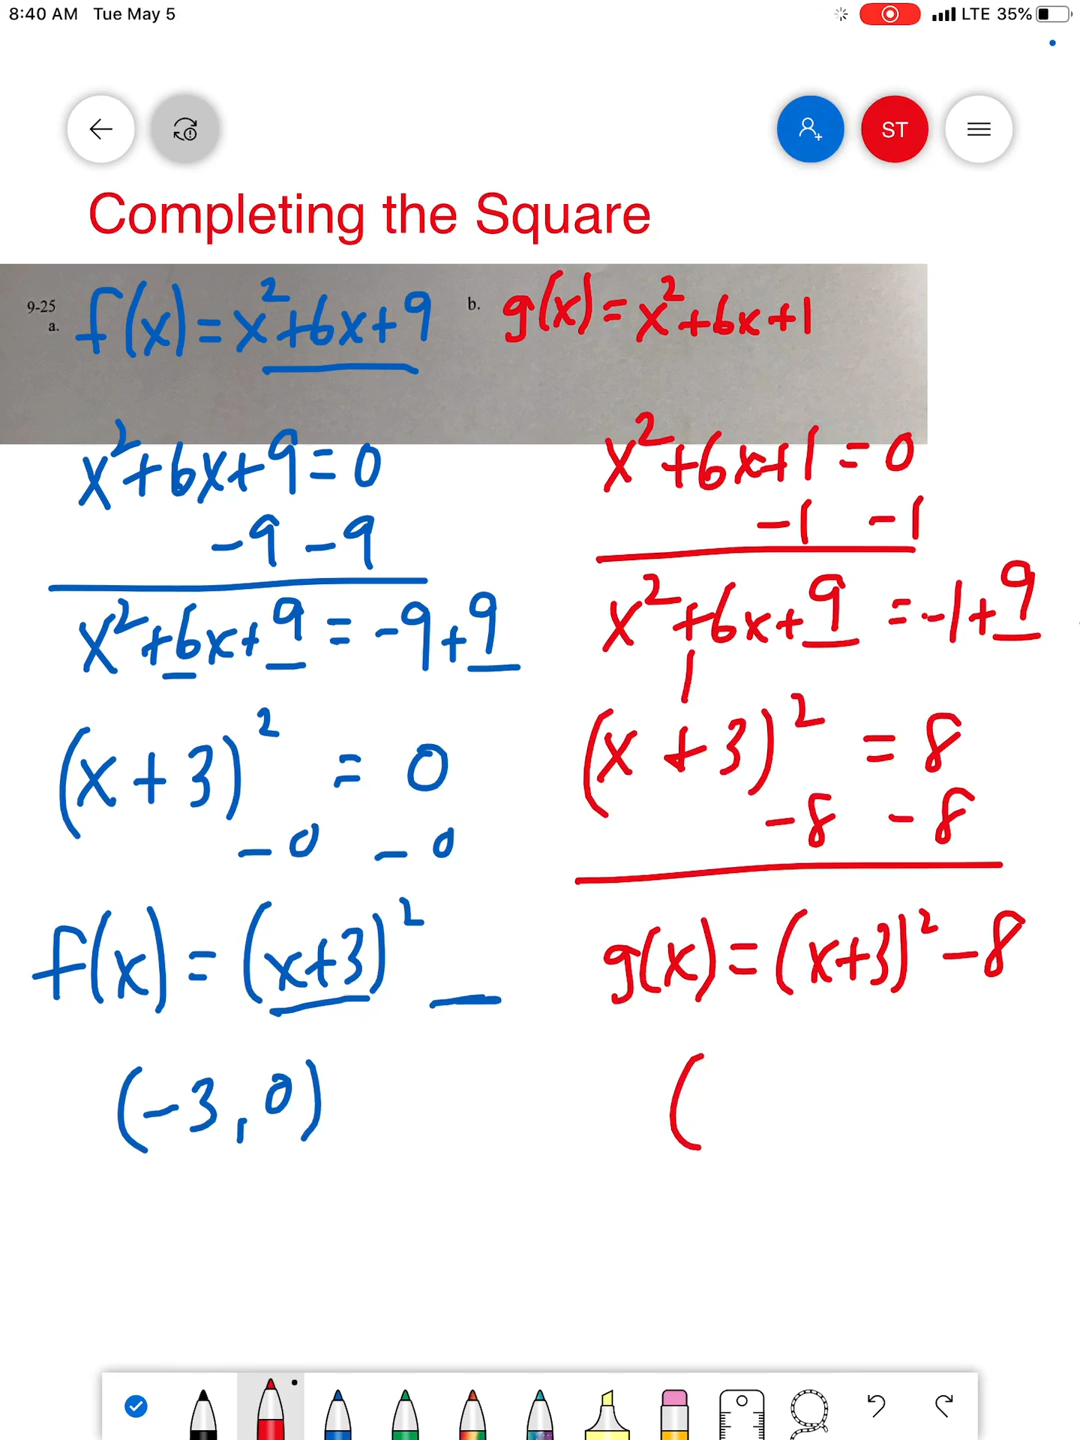 8:40 AM Tue May 5
LTE 35%
ST
Completing the Square
9-25
a. f(x)=x²+6x+9
x²+6x+9=0
-9 -9
x²+6x+9=-9+9
(x+3)² = 0
-0 -0
f(x)=(x+3)²
(-3,0)
b. g(x)=x²+6x+1
x²+6x+1=0
-1 -1
x²+6x+9=-1+9
(x+3)² = 8
-8 -8
g(x)=(x+3)²-8
(